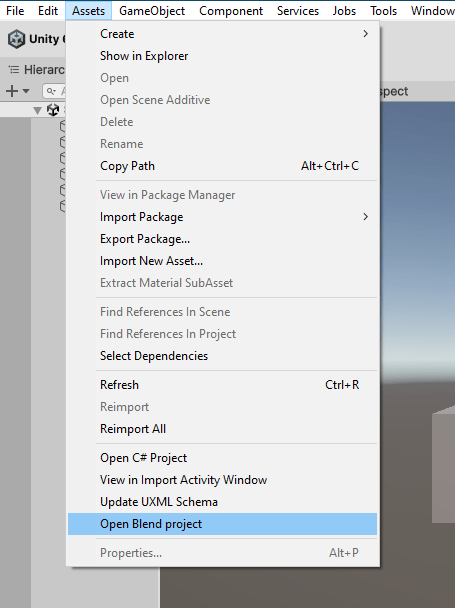 File Edit Assets GameObject Component Services Jobs Tools Window
Unity
Hierarc
Create
Show in Explorer
Open
Open Scene Additive
Delete
Rename
Copy Path Alt+Ctrl+C
View in Package Manager
Import Package
Export Package...
Import New Asset...
Extract Material SubAsset
Find References In Scene
Find References In Project
Select Dependencies
Refresh Ctrl+R
Reimport
Reimport All
Open C# Project
View in Import Activity Window
Update UXML Schema
Open Blend project
Properties... Alt+P
pect